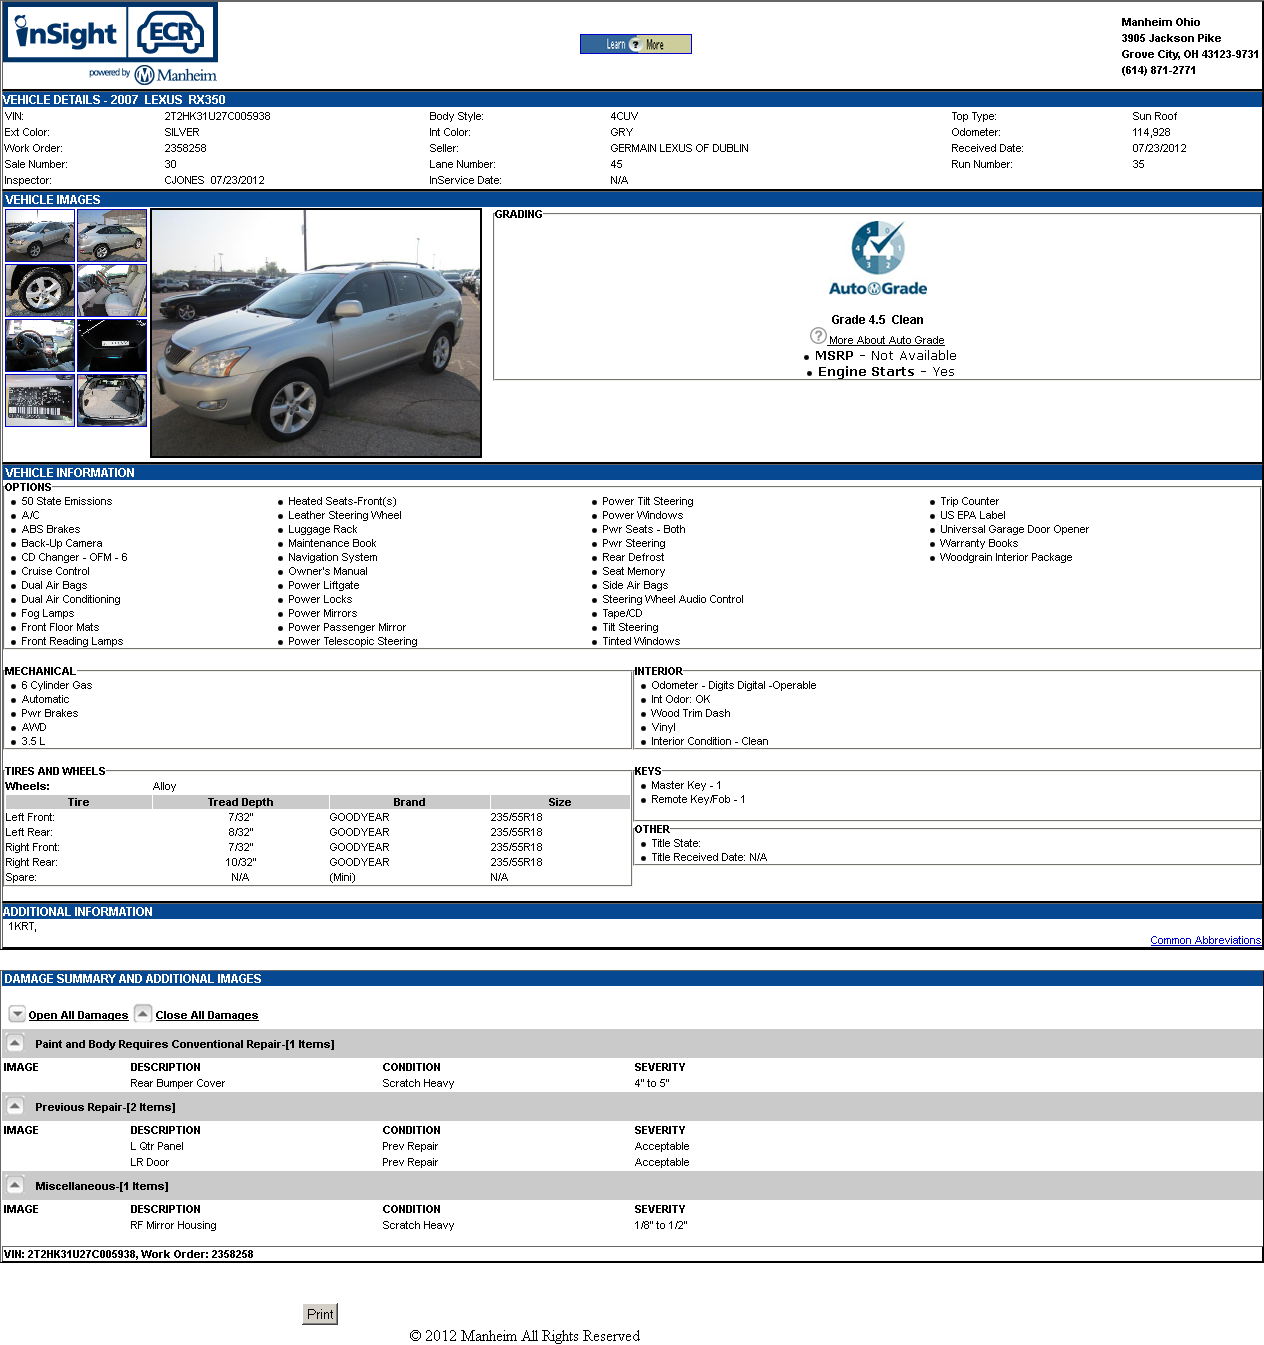 inSight ECR
powered by Manheim
Learn ? More
Manheim Ohio
3905 Jackson Pike
Grove City, OH 43123-9731
(614) 871-2771
VEHICLE DETAILS - 2007 LEXUS RX350
VIN: 2T2HK31U27C005938 Body Style: 4CUV Top Type: Sun Roof
Ext Color: SILVER Int Color: GRY Odometer: 114,928
Work Order: 2358258 Seller: GERMAIN LEXUS OF DUBLIN Received Date: 07/23/2012
Sale Number: 30 Lane Number: 45 Run Number: 35
Inspector: CJONES 07/23/2012 InService Date: N/A
VEHICLE IMAGES
GRADING
5 0 4 1 3 2
AutoGrade
Grade 4.5 Clean
? More About Auto Grade
• MSRP - Not Available
• Engine Starts - Yes
VEHICLE INFORMATION
OPTIONS
• 50 State Emissions • Heated Seats-Front(s) • Power Tilt Steering • Trip Counter
• A/C • Leather Steering Wheel • Power Windows • US EPA Label
• ABS Brakes • Luggage Rack • Pwr Seats - Both • Universal Garage Door Opener
• Back-Up Camera • Maintenance Book • Pwr Steering • Warranty Books
• CD Changer - OFM - 6 • Navigation System • Rear Defrost • Woodgrain Interior Package
• Cruise Control • Owner's Manual • Seat Memory
• Dual Air Bags • Power Liftgate • Side Air Bags
• Dual Air Conditioning • Power Locks • Steering Wheel Audio Control
• Fog Lamps • Power Mirrors • Tape/CD
• Front Floor Mats • Power Passenger Mirror • Tilt Steering
• Front Reading Lamps • Power Telescopic Steering • Tinted Windows
MECHANICAL
• 6 Cylinder Gas
• Automatic
• Pwr Brakes
• AWD
• 3.5 L
INTERIOR
• Odometer - Digits Digital -Operable
• Int Odor: OK
• Wood Trim Dash
• Vinyl
• Interior Condition - Clean
TIRES AND WHEELS
Wheels: Alloy
Tire Tread Depth Brand Size
Left Front: 7/32" GOODYEAR 235/55R18
Left Rear: 8/32" GOODYEAR 235/55R18
Right Front: 7/32" GOODYEAR 235/55R18
Right Rear: 10/32" GOODYEAR 235/55R18
Spare: N/A (Mini) N/A
KEYS
• Master Key - 1
• Remote Key/Fob - 1
OTHER
• Title State:
• Title Received Date: N/A
ADDITIONAL INFORMATION
1KRT,
Common Abbreviations
DAMAGE SUMMARY AND ADDITIONAL IMAGES
Open All Damages Close All Damages
Paint and Body Requires Conventional Repair-[1 Items]
IMAGE DESCRIPTION CONDITION SEVERITY
Rear Bumper Cover Scratch Heavy 4" to 5"
Previous Repair-[2 Items]
IMAGE DESCRIPTION CONDITION SEVERITY
L Qtr Panel Prev Repair Acceptable
LR Door Prev Repair Acceptable
Miscellaneous-[1 Items]
IMAGE DESCRIPTION CONDITION SEVERITY
RF Mirror Housing Scratch Heavy 1/8" to 1/2"
VIN: 2T2HK31U27C005938, Work Order: 2358258
Print
© 2012 Manheim All Rights Reserved